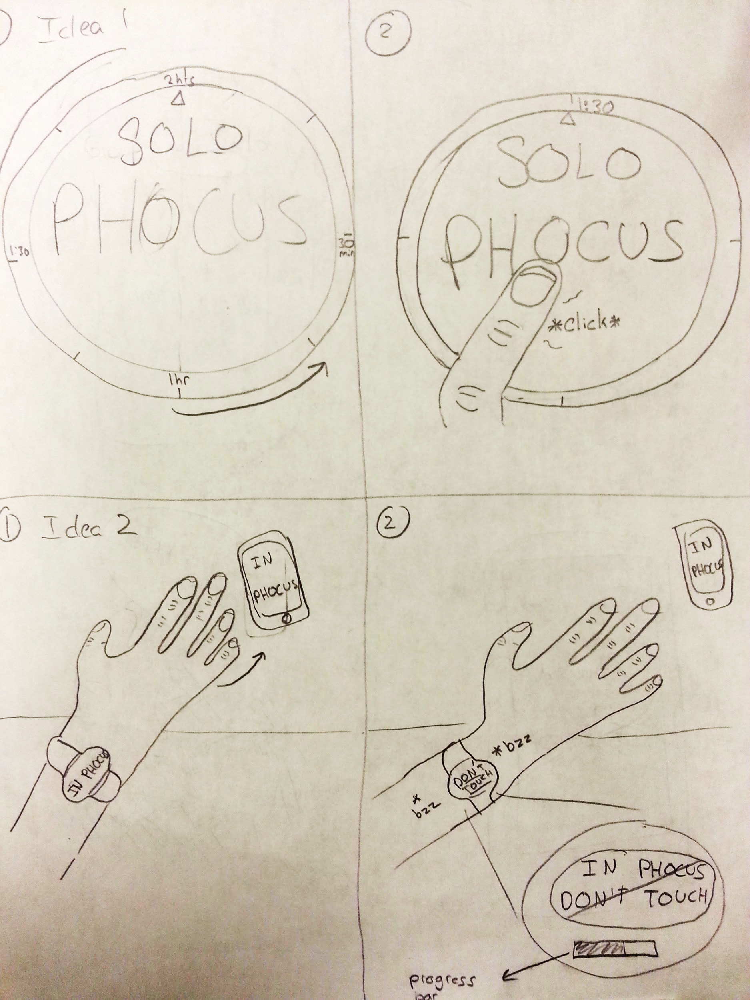 Idea 1
2hrs
SOLO
PHOCUS
1:30
30
min
1hr
2
1:30
SOLO
PHOCUS
*Click*
1 Idea 2
IN
PHOCUS
IN PHOCUS
2
IN
PHOCUS
*bzz
DON'T
TOUCH
*
bzz
IN PHOCUS
DON'T TOUCH
progress
bar